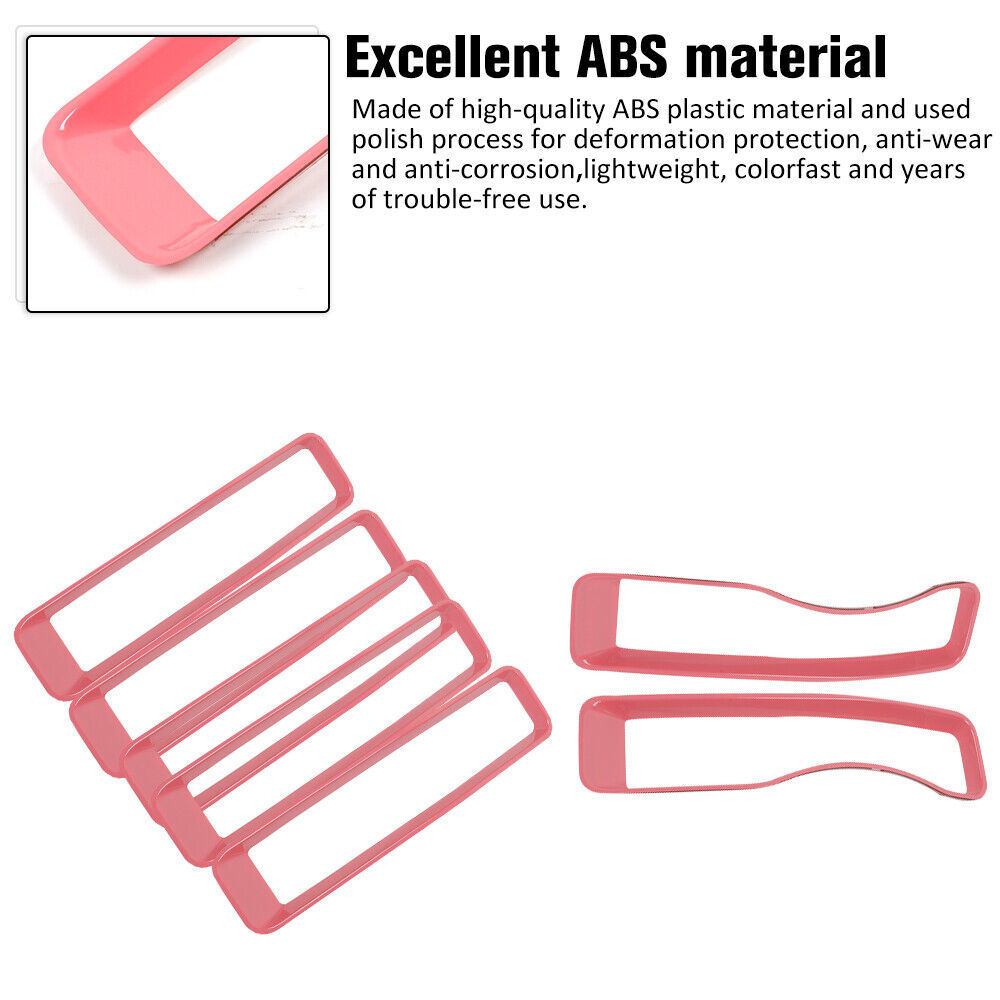 Excellent ABS material
Made of high-quality ABS plastic material and used
polish process for deformation protection, anti-wear
and anti-corrosion,lightweight, colorfast and years
of trouble-free use.